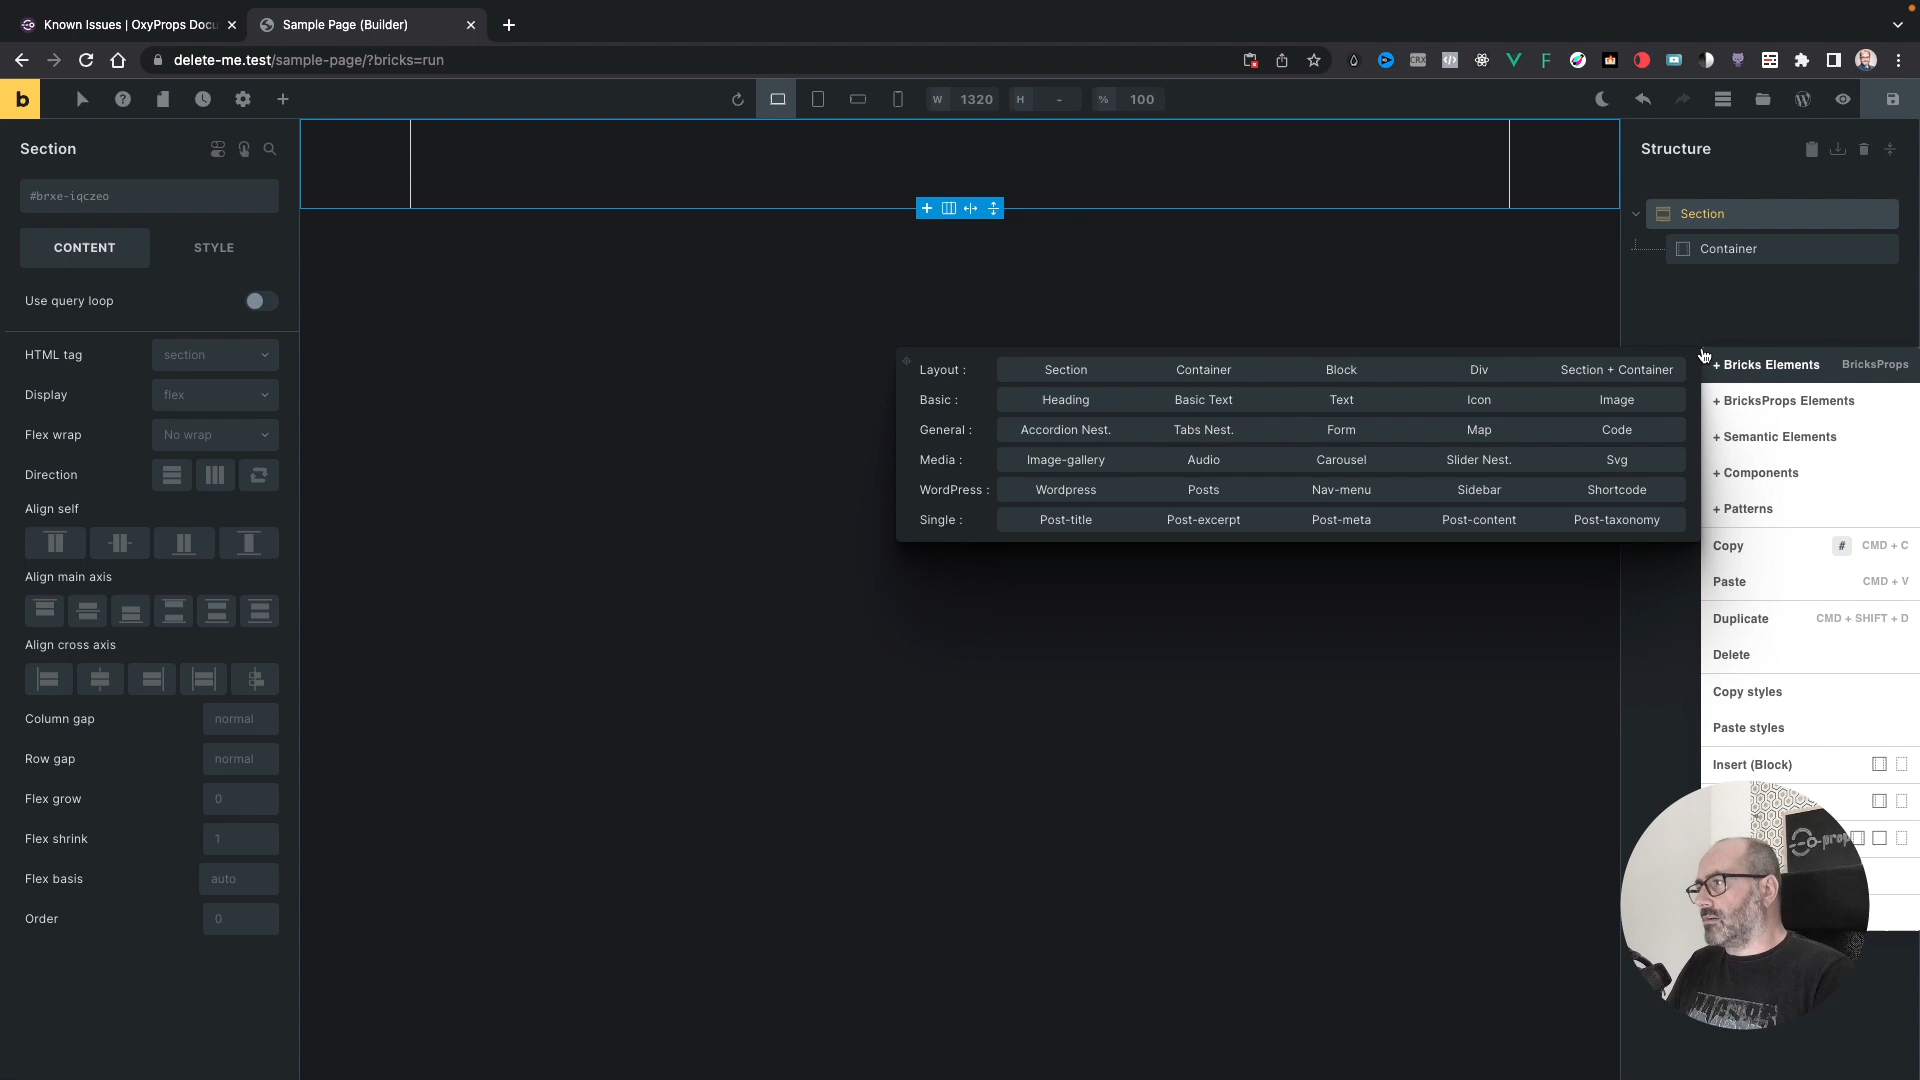 Known Issues | OxyProps Docu
Sample Page (Builder)
delete-me.test/sample-page/?bricks=run
b
W 1320 H - % 100
Section
#brxe-iqczeo
CONTENT STYLE
Use query loop
HTML tag section
Display flex
Flex wrap No wrap
Direction
Align self
Align main axis
Align cross axis
Column gap normal
Row gap normal
Flex grow 0
Flex shrink 1
Flex basis auto
Order 0
Layout : Section Container Block Div Section + Container
Basic : Heading Basic Text Text Icon Image
General : Accordion Nest. Tabs Nest. Form Map Code
Media : Image-gallery Audio Carousel Slider Nest. Svg
WordPress : Wordpress Posts Nav-menu Sidebar Shortcode
Single : Post-title Post-excerpt Post-meta Post-content Post-taxonomy
Structure
Section
Container
+ Bricks Elements BricksProps
+ BricksProps Elements
+ Semantic Elements
+ Components
+ Patterns
Copy # CMD + C
Paste CMD + V
Duplicate CMD + SHIFT + D
Delete
Copy styles
Paste styles
Insert (Block)